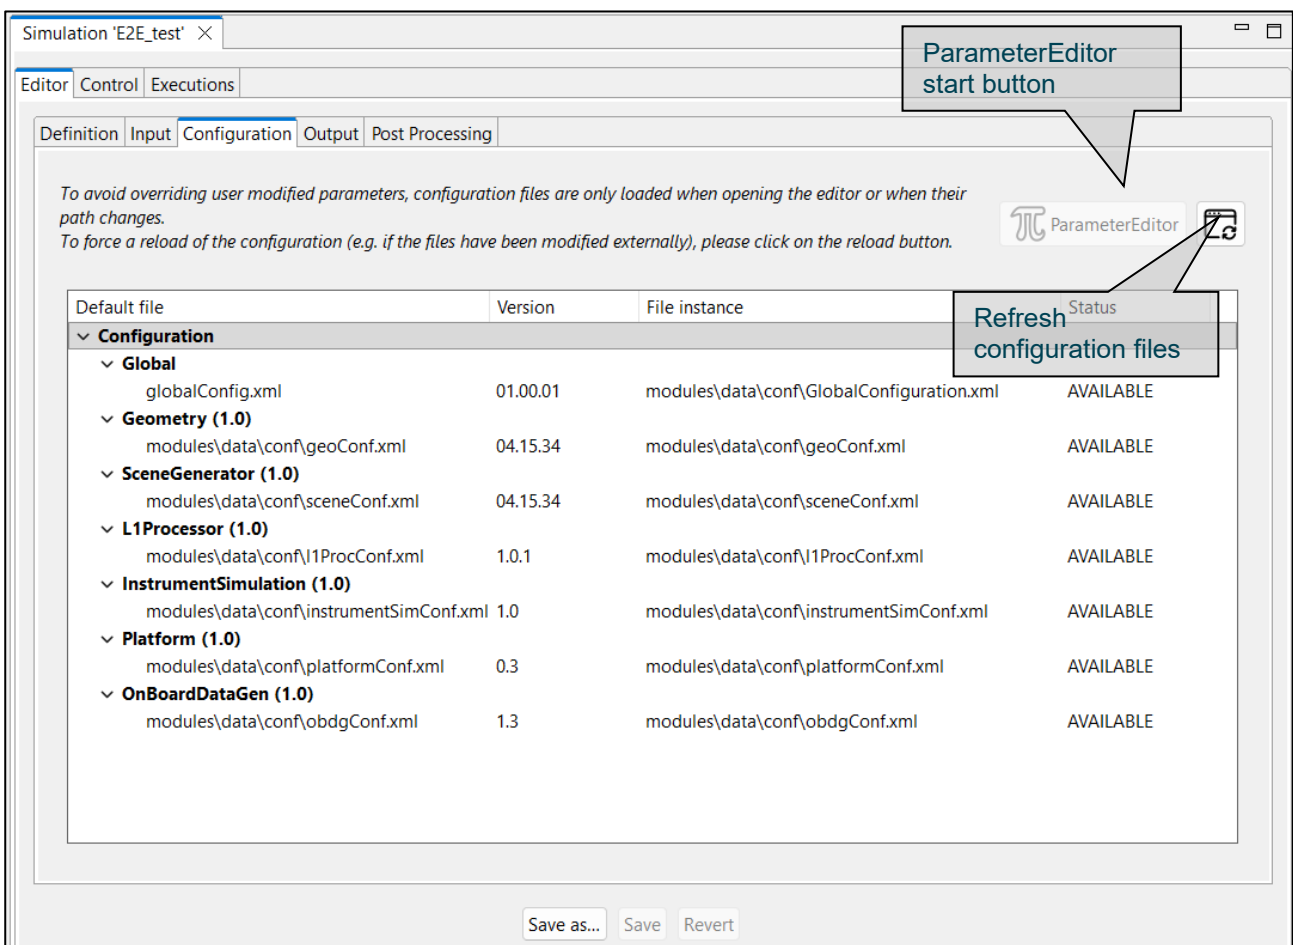 Simulation 'E2E_test'
ParameterEditor
start button
Editor Control Executions
Definition Input Configuration Output Post Processing
To avoid overriding user modified parameters, configuration files are only loaded when opening the editor or when their
path changes.
To force a reload of the configuration (e.g. if the files have been modified externally), please click on the reload button.
ParameterEditor
Refresh
configuration files
Default file Version File instance Status
Configuration
Global
globalConfig.xml 01.00.01 modules\data\conf\GlobalConfiguration.xml AVAILABLE
Geometry (1.0)
modules\data\conf\geoConf.xml 04.15.34 modules\data\conf\geoConf.xml AVAILABLE
SceneGenerator (1.0)
modules\data\conf\sceneConf.xml 04.15.34 modules\data\conf\sceneConf.xml AVAILABLE
L1Processor (1.0)
modules\data\conf\l1ProcConf.xml 1.0.1 modules\data\conf\l1ProcConf.xml AVAILABLE
InstrumentSimulation (1.0)
modules\data\conf\instrumentSimConf.xml 1.0 modules\data\conf\instrumentSimConf.xml AVAILABLE
Platform (1.0)
modules\data\conf\platformConf.xml 0.3 modules\data\conf\platformConf.xml AVAILABLE
OnBoardDataGen (1.0)
modules\data\conf\obdgConf.xml 1.3 modules\data\conf\obdgConf.xml AVAILABLE
Save as... Save Revert